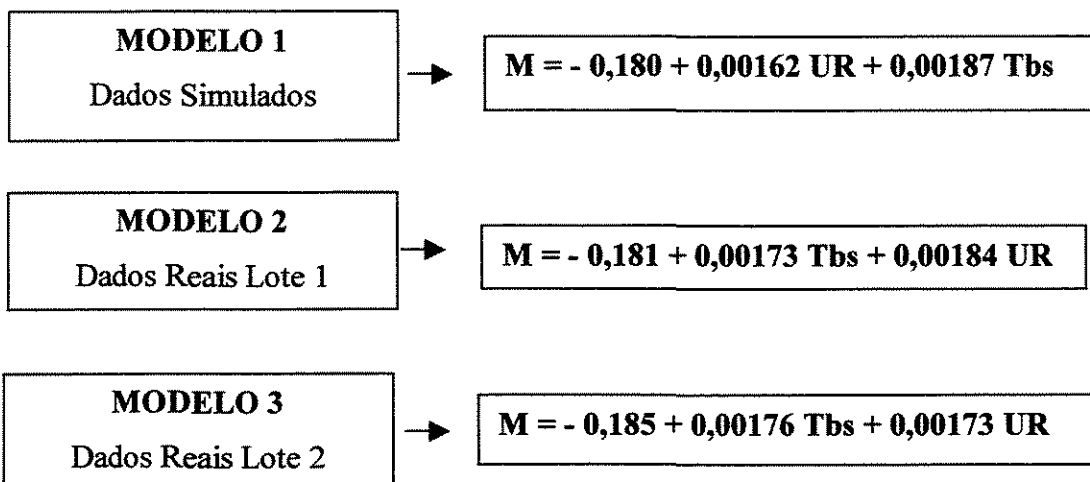 MODELO 1
Dados Simulados
M = - 0,180 + 0,00162 UR + 0,00187 Tbs
MODELO 2
Dados Reais Lote 1
M = - 0,181 + 0,00173 Tbs + 0,00184 UR
MODELO 3
Dados Reais Lote 2
M = - 0,185 + 0,00176 Tbs + 0,00173 UR